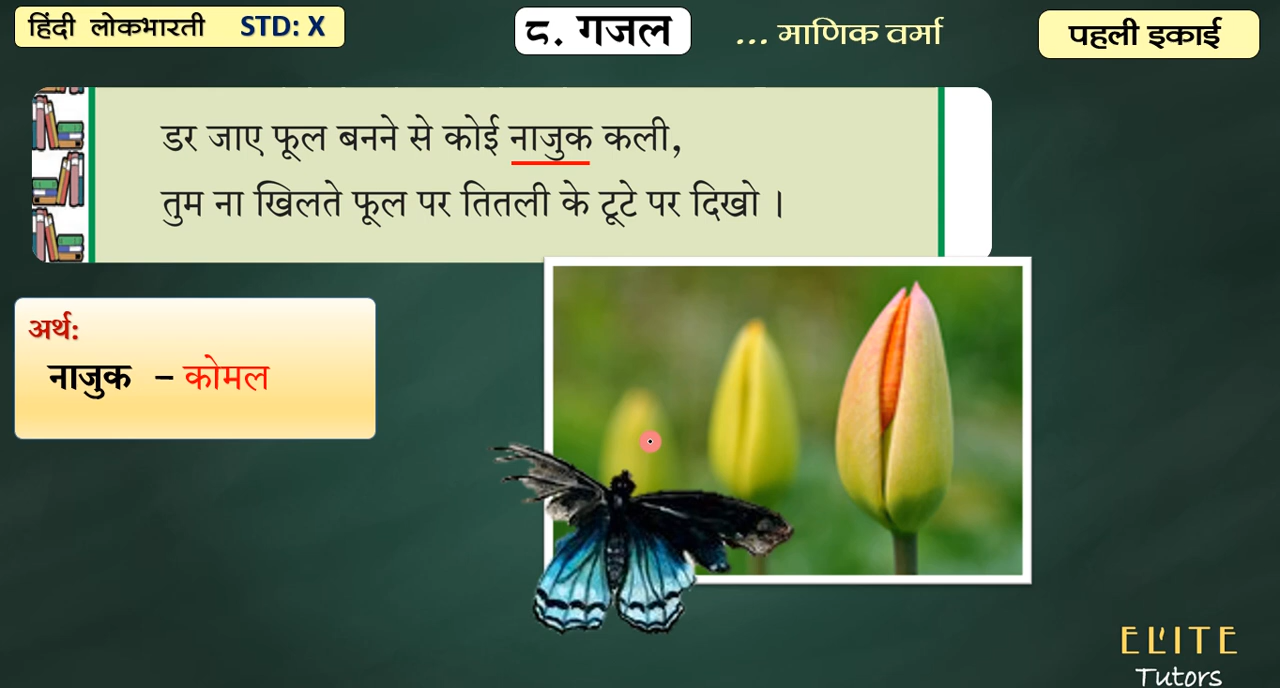 हिंदी लोकभारती STD: X
८. गजल
... माणिक वर्मा
पहली इकाई
डर जाए फूल बनने से कोई नाजुक कली,
तुम ना खिलते फूल पर तितली के टूटे पर दिखो ।
अर्थ:
नाजुक – कोमल
ELITE
Tutors